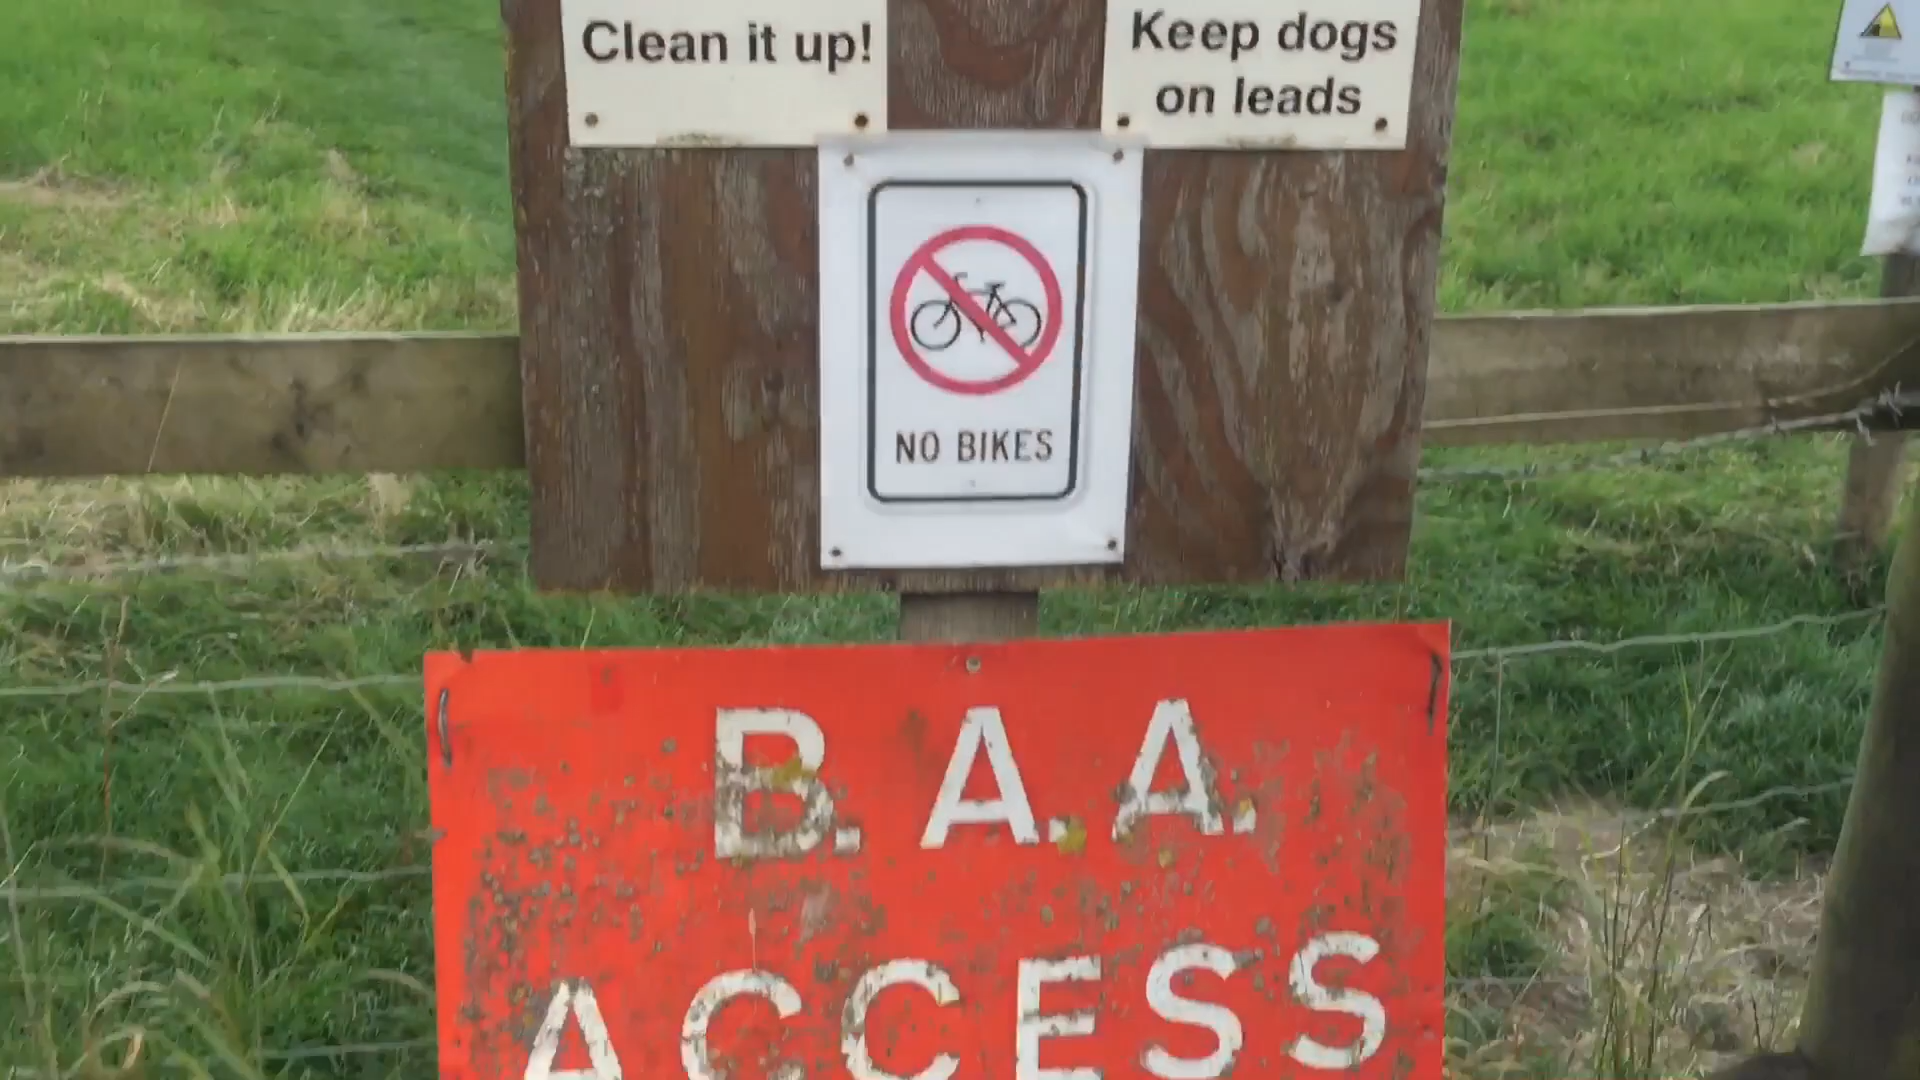 Clean it up!
Keep dogs
on leads
NO BIKES
B.A.A.
ACCESS